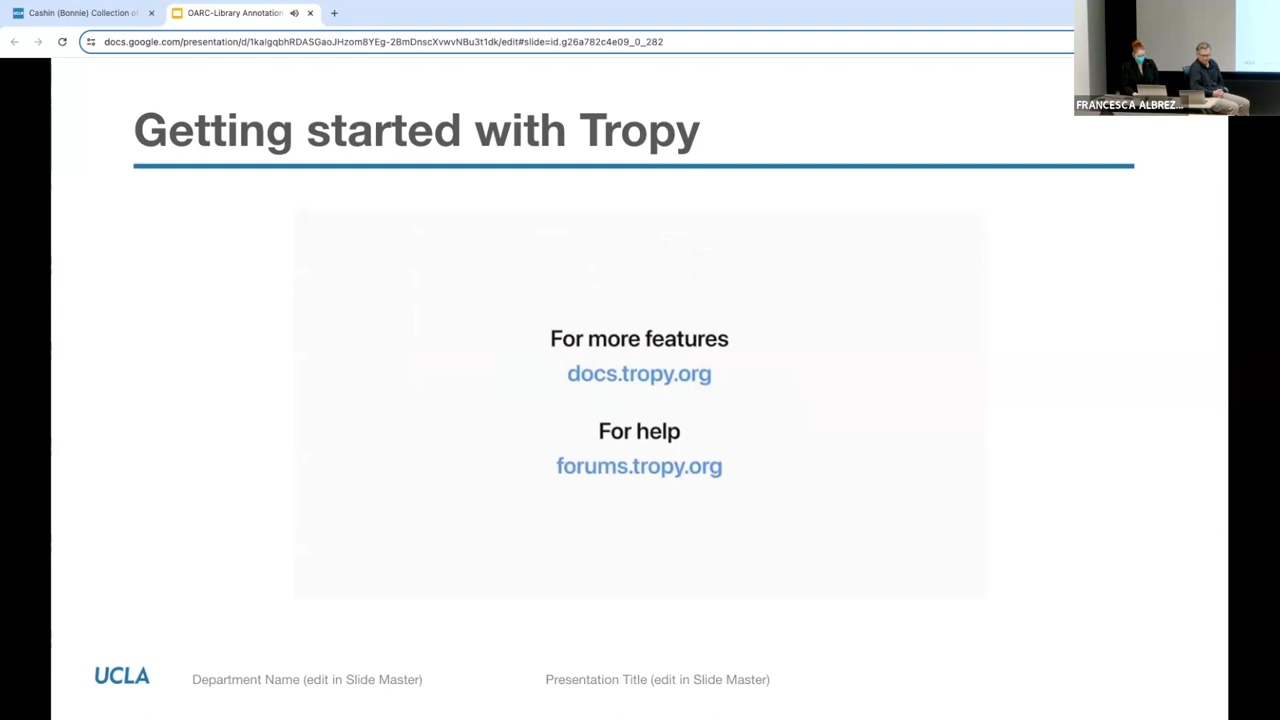 Cashin (Bonnie) Collection of
OARC-Library Annotation
docs.google.com/presentation/d/1kaIgqbhRDASGaoJHzom8YEg-2BmDnscXvwvNBu3t1dk/edit#slide=id.g26a782c4e09_0_282
FRANCESCA ALBREZ...
Getting started with Tropy
For more features
docs.tropy.org
For help
forums.tropy.org
UCLA
Department Name (edit in Slide Master)
Presentation Title (edit in Slide Master)